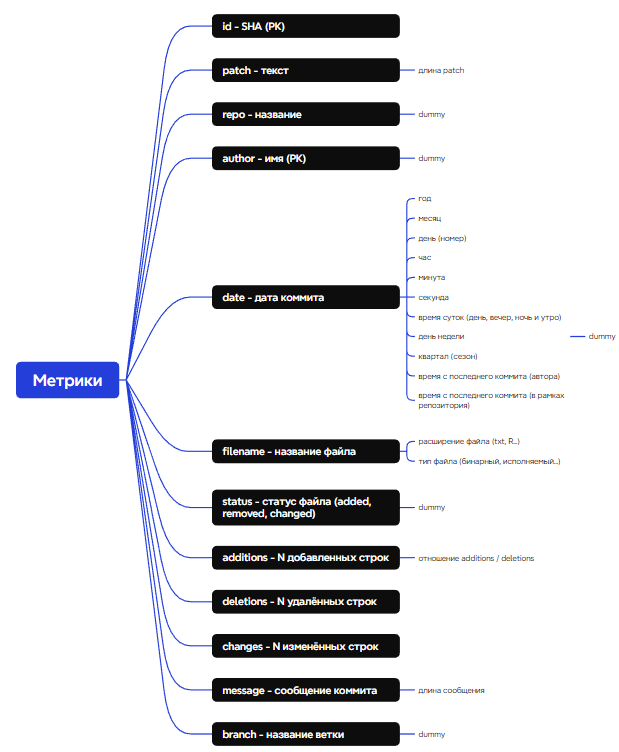 id - SHA (PK)
patch - текст
длина patch
repo - название
dummy
author - имя (PK)
dummy
год
месяц
день (номер)
час
минута
date - дата коммита
секунда
время суток (день, вечер, ночь и утро)
день недели
dummy
квартал (сезон)
время с последнего коммита (автора)
время с последнего коммита (в рамках
репозитория)
Метрики
filename - название файла
расширение файла (txt, R...)
тип файла (бинарный, исполняемый...)
status - статус файла (added,
removed, changed)
dummy
additions - N добавленных строк
отношение additions / deletions
deletions - N удалённых строк
changes - N изменённых строк
message - сообщение коммита
длина сообщения
branch - название ветки
dummy